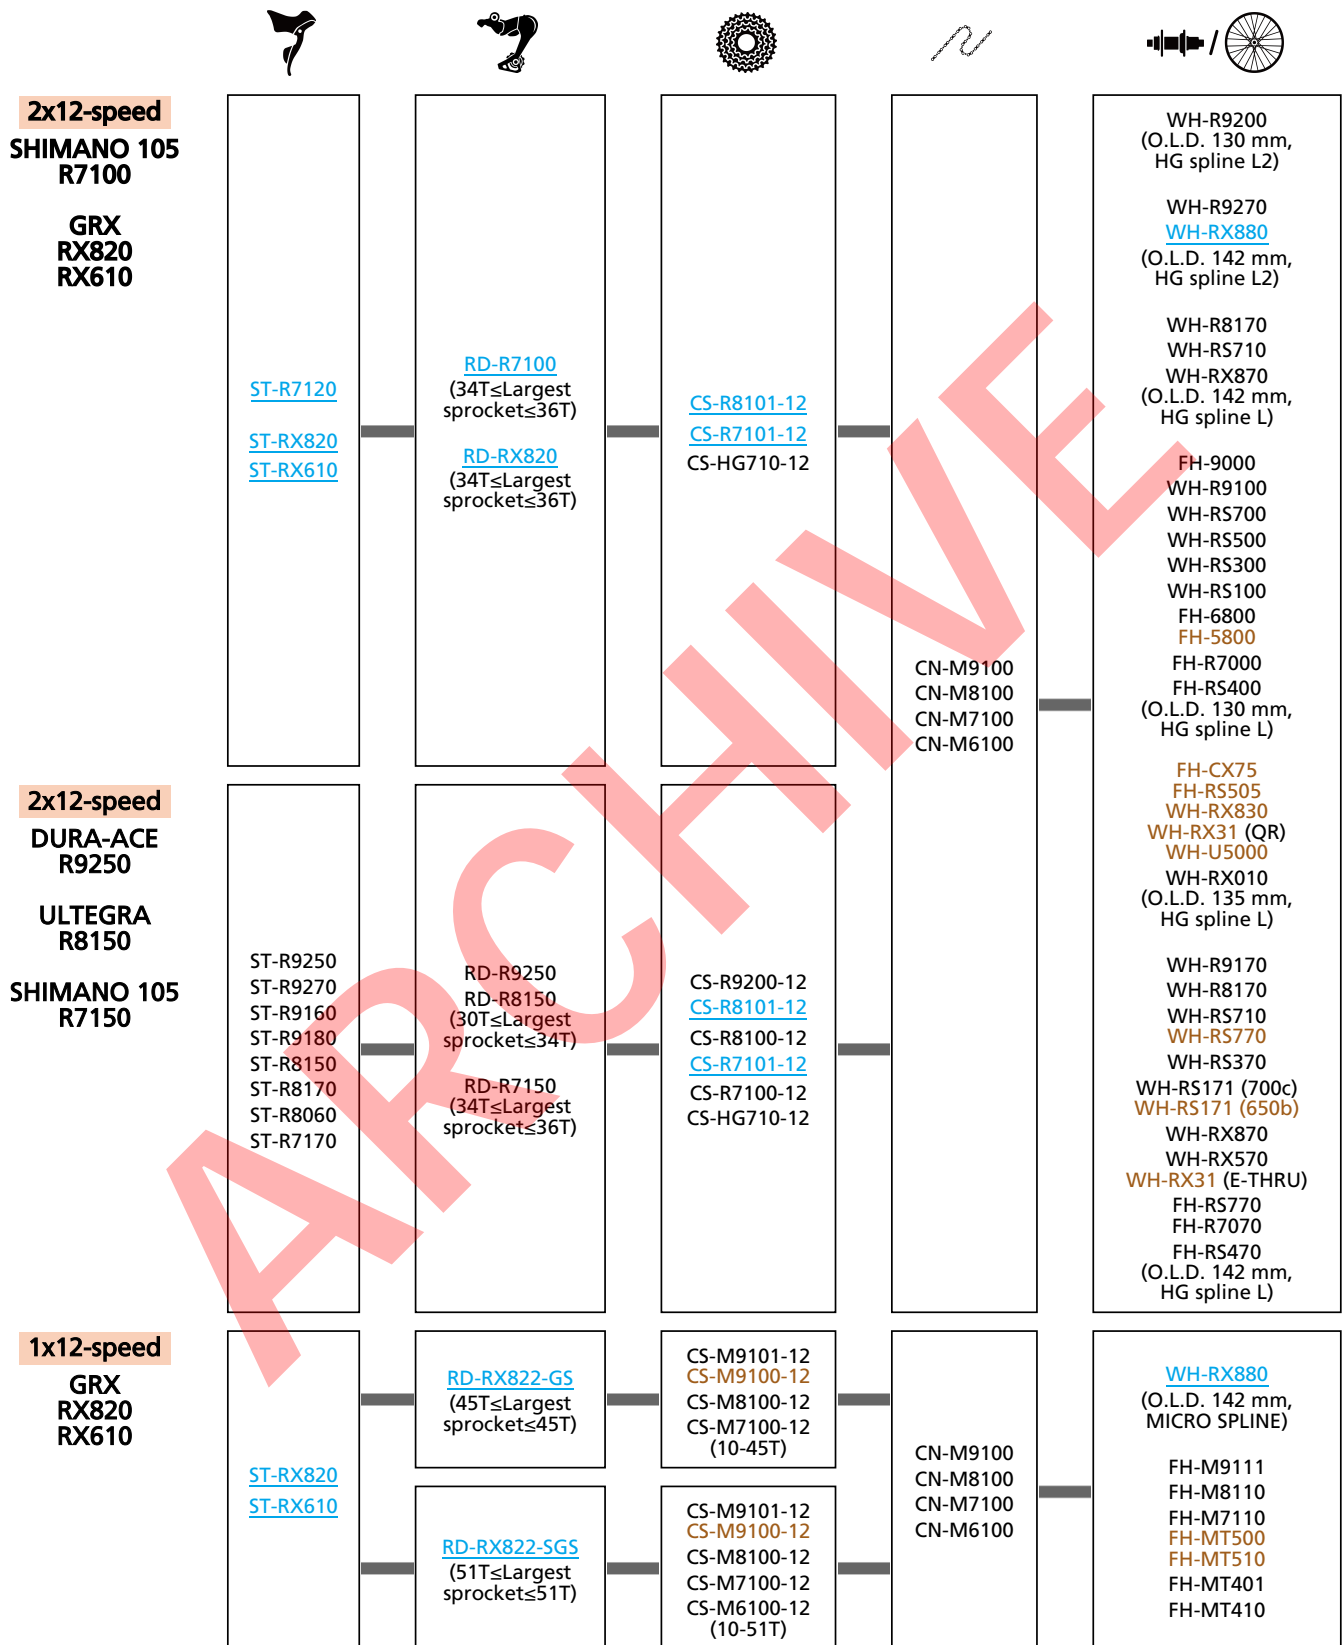 2x12-speed
SHIMANO 105
R7100
GRX
RX820
RX610
ST-R7120
ST-RX820
ST-RX610
RD-R7100
(34T≤Largest
sprocket≤36T)
RD-RX820
(34T≤Largest
sprocket≤36T)
CS-R8101-12
CS-R7101-12
CS-HG710-12
CN-M9100
CN-M8100
CN-M7100
CN-M6100
WH-R9200
(O.L.D. 130 mm,
HG spline L2)
WH-R9270
WH-RX880
(O.L.D. 142 mm,
HG spline L2)
WH-R8170
WH-RS710
WH-RX870
(O.L.D. 142 mm,
HG spline L)
FH-9000
WH-R9100
WH-RS700
WH-RS500
WH-RS300
WH-RS100
FH-6800
FH-5800
FH-R7000
FH-RS400
(O.L.D. 130 mm,
HG spline L)
FH-CX75
FH-RS505
WH-RX830
WH-RX31 (QR)
WH-U5000
WH-RX010
(O.L.D. 135 mm,
HG spline L)
WH-R9170
WH-R8170
WH-RS710
WH-RS770
WH-RS370
WH-RS171 (700c)
WH-RS171 (650b)
WH-RX870
WH-RX570
WH-RX31 (E-THRU)
FH-RS770
FH-R7070
FH-RS470
(O.L.D. 142 mm,
HG spline L)
2x12-speed
DURA-ACE
R9250
ULTEGRA
R8150
SHIMANO 105
R7150
ST-R9250
ST-R9270
ST-R9160
ST-R9180
ST-R8150
ST-R8170
ST-R8060
ST-R7170
RD-R9250
RD-R8150
(30T≤Largest
sprocket≤34T)
RD-R7150
(34T≤Largest
sprocket≤36T)
CS-R9200-12
CS-R8101-12
CS-R8100-12
CS-R7101-12
CS-R7100-12
CS-HG710-12
1x12-speed
GRX
RX820
RX610
ST-RX820
ST-RX610
RD-RX822-GS
(45T≤Largest
sprocket≤45T)
CS-M9101-12
CS-M9100-12
CS-M8100-12
CS-M7100-12
(10-45T)
RD-RX822-SGS
(51T≤Largest
sprocket≤51T)
CS-M9101-12
CS-M9100-12
CS-M8100-12
CS-M7100-12
CS-M6100-12
(10-51T)
CN-M9100
CN-M8100
CN-M7100
CN-M6100
WH-RX880
(O.L.D. 142 mm,
MICRO SPLINE)
FH-M9111
FH-M8110
FH-M7110
FH-MT500
FH-MT510
FH-MT401
FH-MT410
ARCHIVE